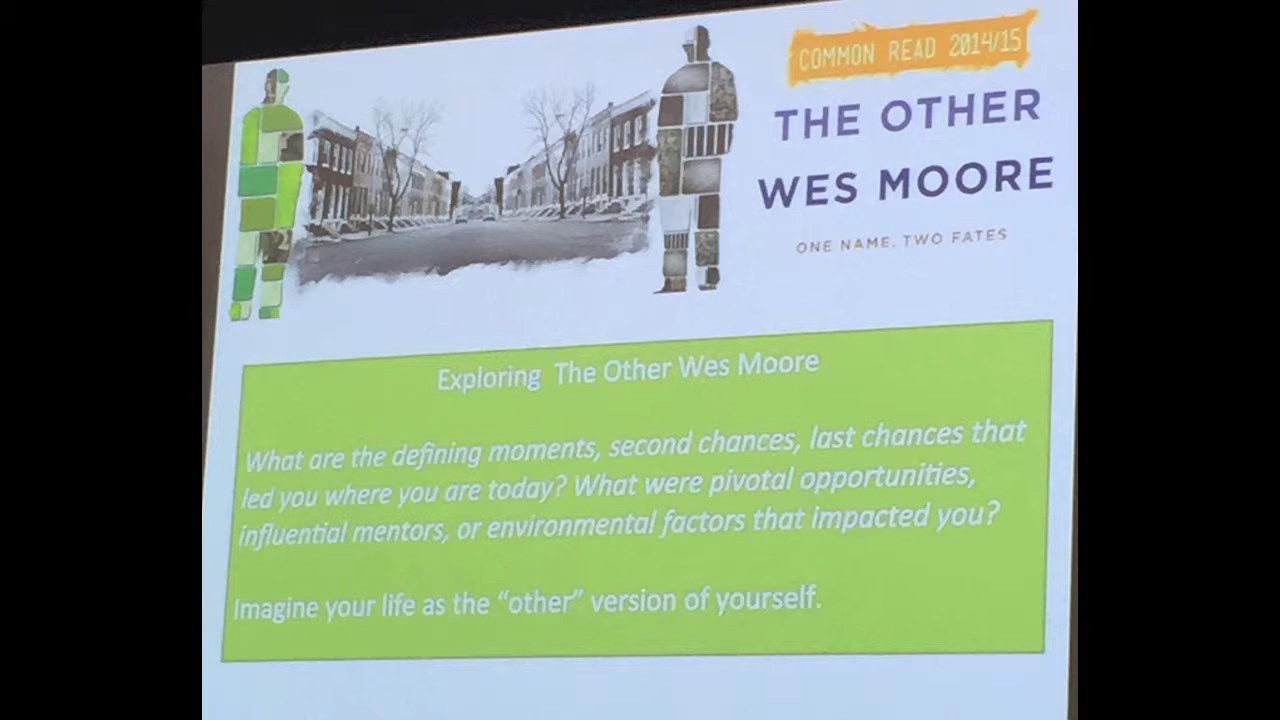 COMMON READ 2014/15
THE OTHER
WES MOORE
ONE NAME. TWO FATES
Exploring The Other Wes Moore
What are the defining moments, second chances, last chances that
led you where you are today? What were pivotal opportunities,
influential mentors, or environmental factors that impacted you?
Imagine your life as the “other” version of yourself.